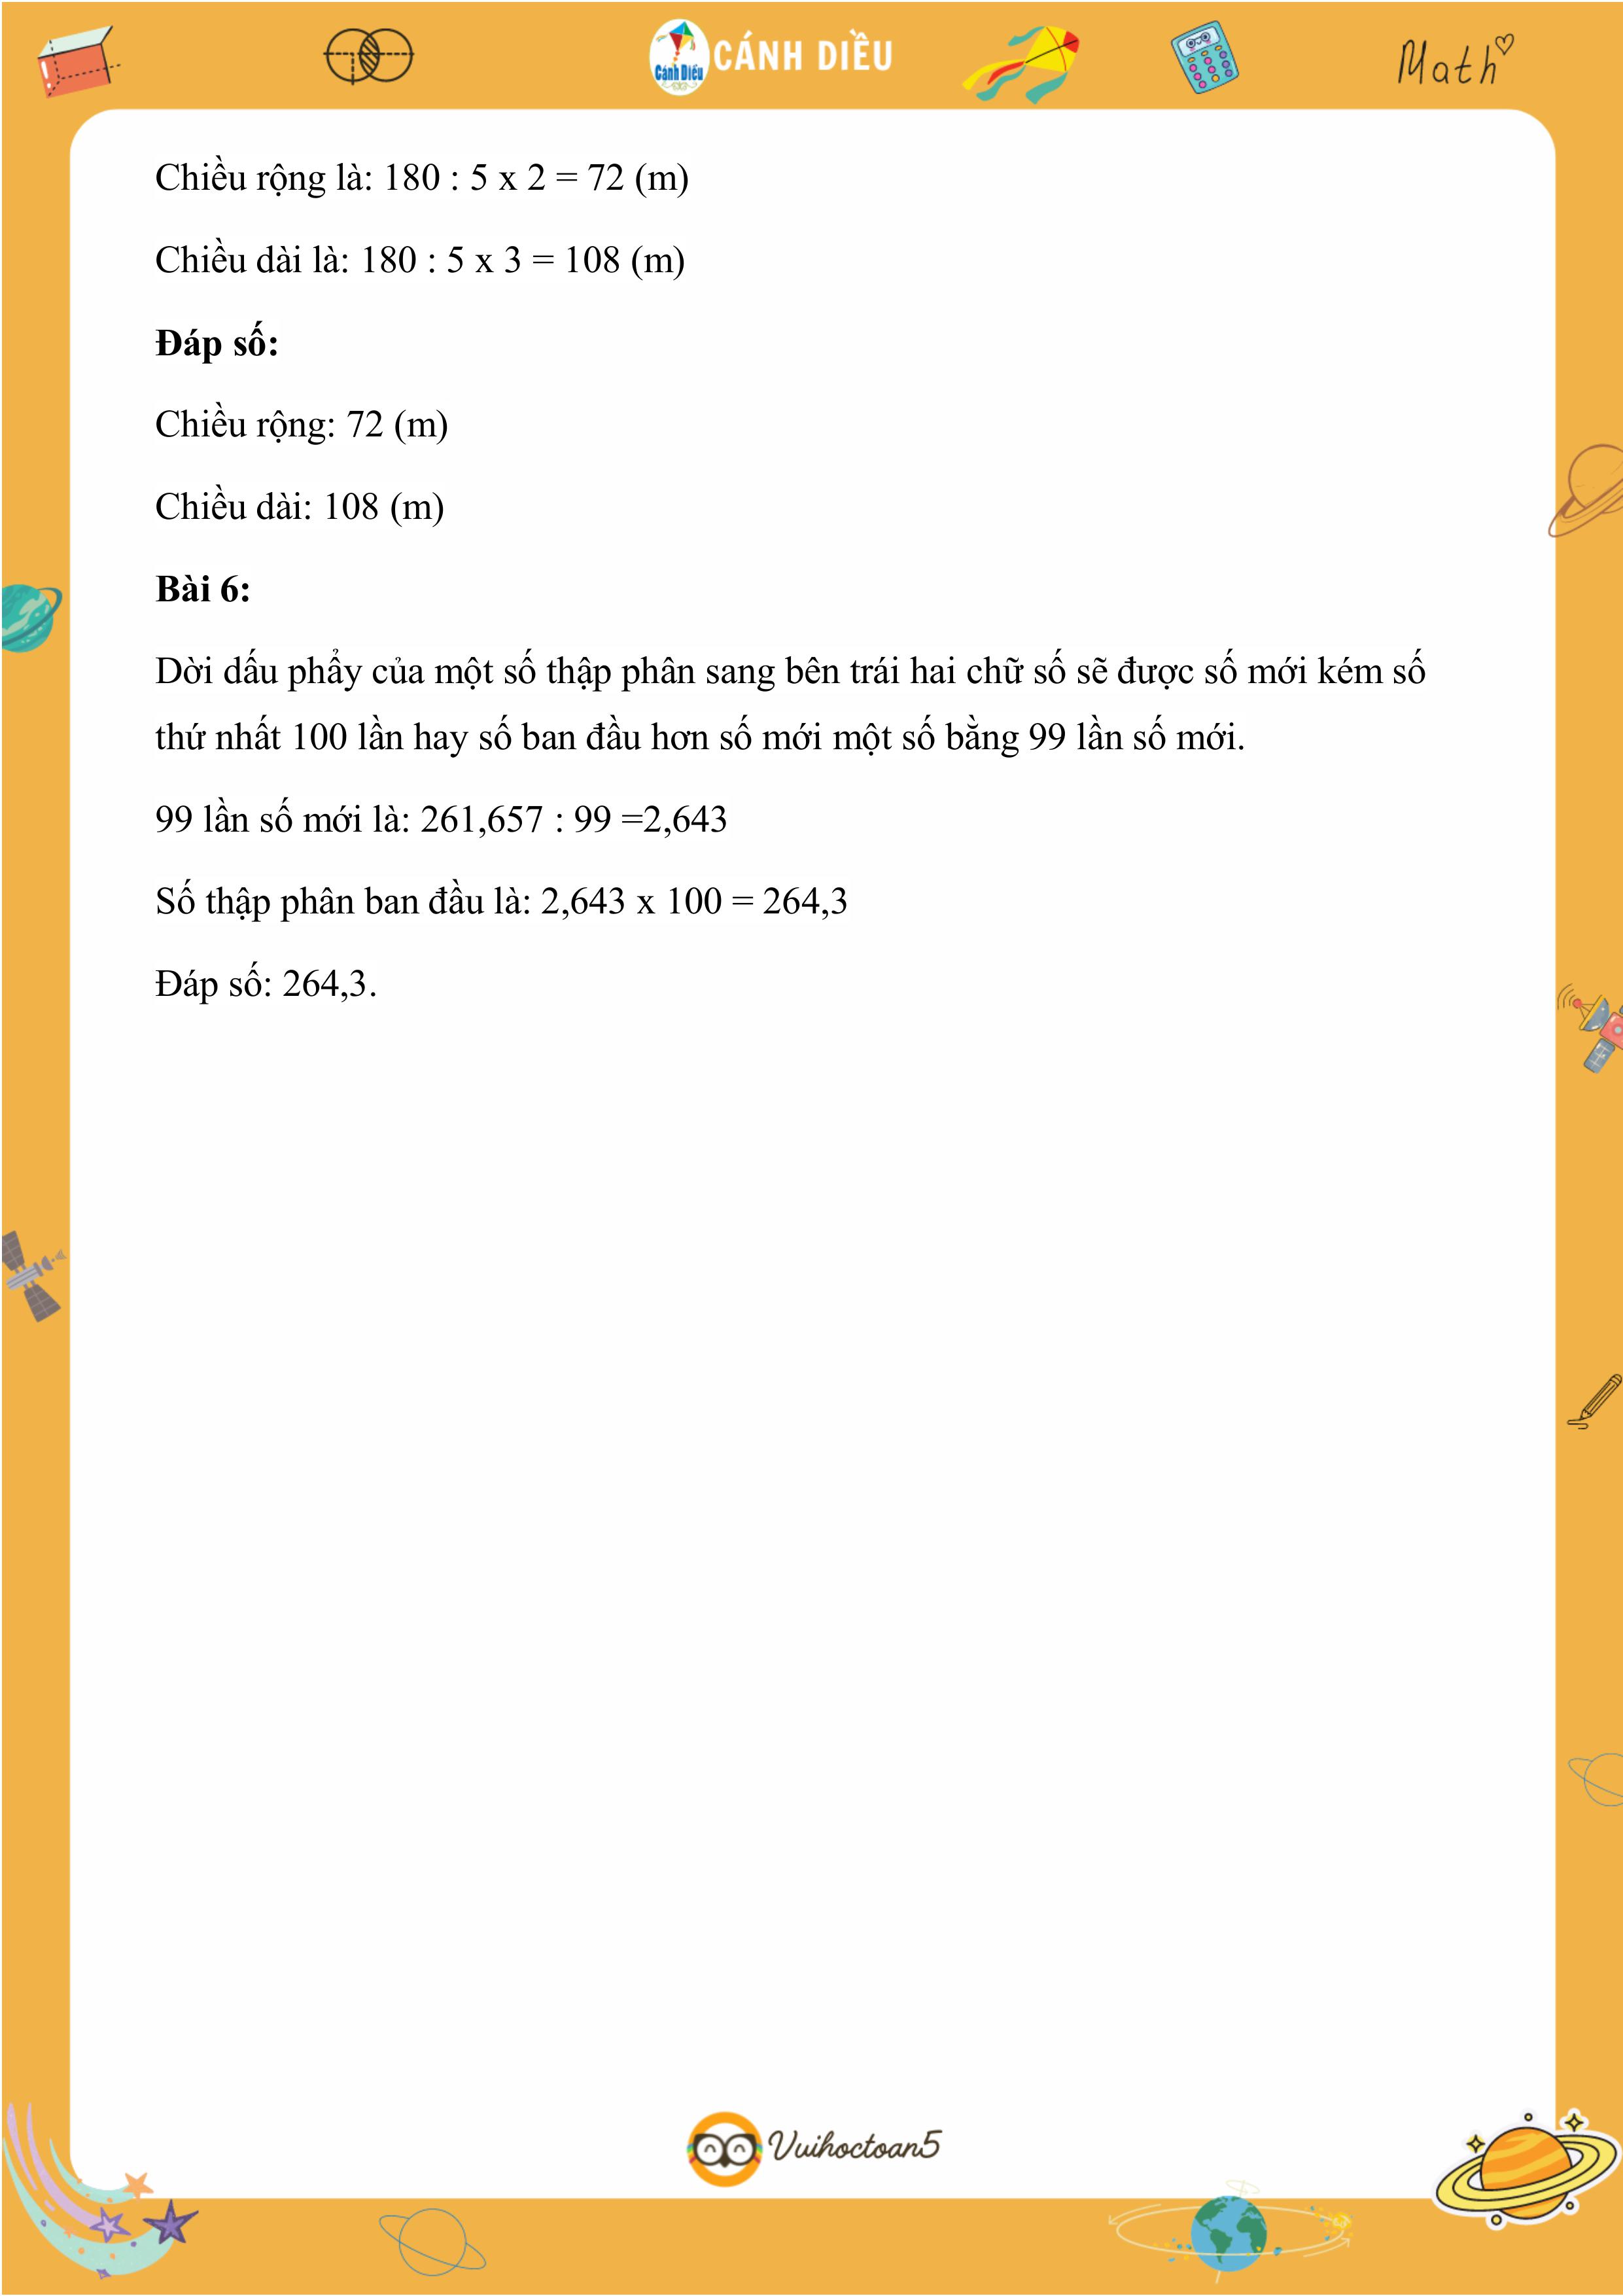 Cánh Diều
CÁNH DIỀU
Math
Chiều rộng là: 180 : 5 x 2 = 72 (m)
Chiều dài là: 180 : 5 x 3 = 108 (m)
Đáp số:
Chiều rộng: 72 (m)
Chiều dài: 108 (m)
Bài 6:
Dời dấu phẩy của một số thập phân sang bên trái hai chữ số sẽ được số mới kém số
thứ nhất 100 lần hay số ban đầu hơn số mới một số bằng 99 lần số mới.
99 lần số mới là: 261,657 : 99 =2,643
Số thập phân ban đầu là: 2,643 x 100 = 264,3
Đáp số: 264,3.
Vuihoctoan5